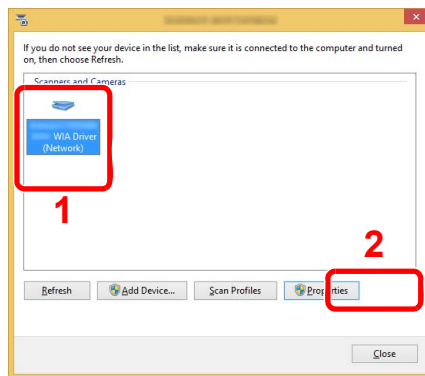 If you do not see your device in the list, make sure it is connected to the computer and turned
on, then choose Refresh.
Scanners and Cameras
WIA Driver
(Network)
1
2
Refresh
Add Device...
Scan Profiles
Properties
Close